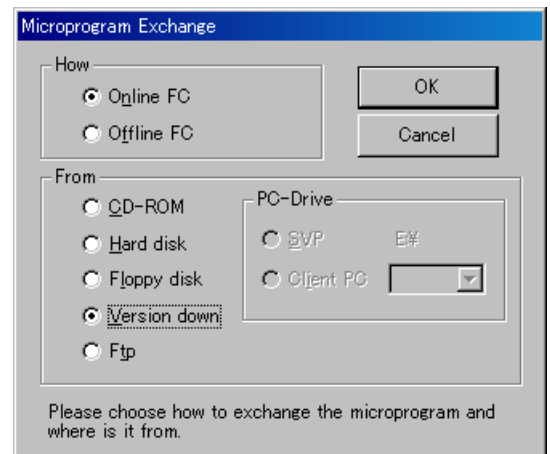 Microprogram Exchange
How
Online FC
Offline FC
OK
Cancel
From
CD-ROM
Hard disk
Floppy disk
Version down
Ftp
PC-Drive
SVP E¥
Client PC
Please choose how to exchange the microprogram and
where is it from.